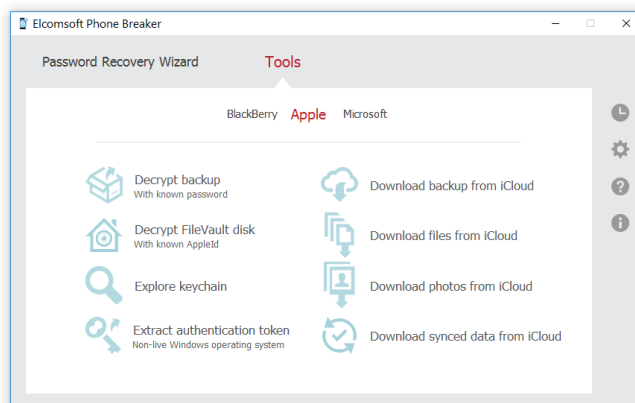 Elcomsoft Phone Breaker
Password Recovery Wizard
Tools
BlackBerry
Apple
Microsoft
Decrypt backup
With known password
Decrypt FileVault disk
With known AppleId
Explore keychain
Extract authentication token
Non-live Windows operating system
Download backup from iCloud
Download files from iCloud
Download photos from iCloud
Download synced data from iCloud